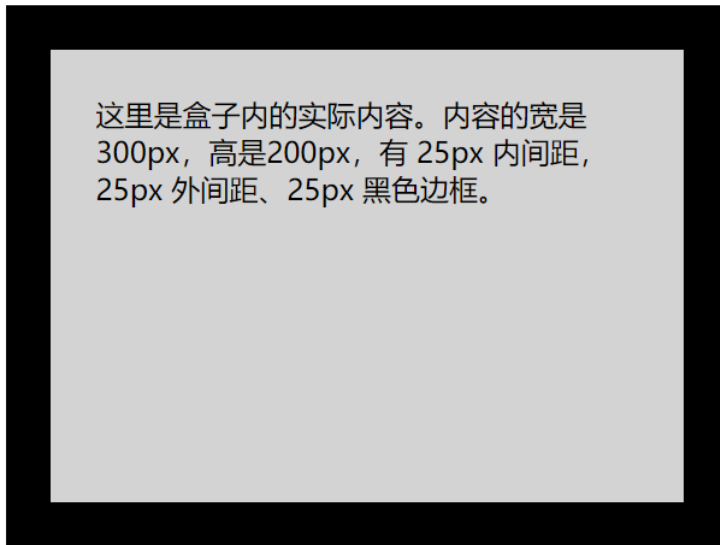 这里是盒子内的实际内容。内容的宽是
300px，高是200px，有 25px 内间距，
25px 外间距、25px 黑色边框。